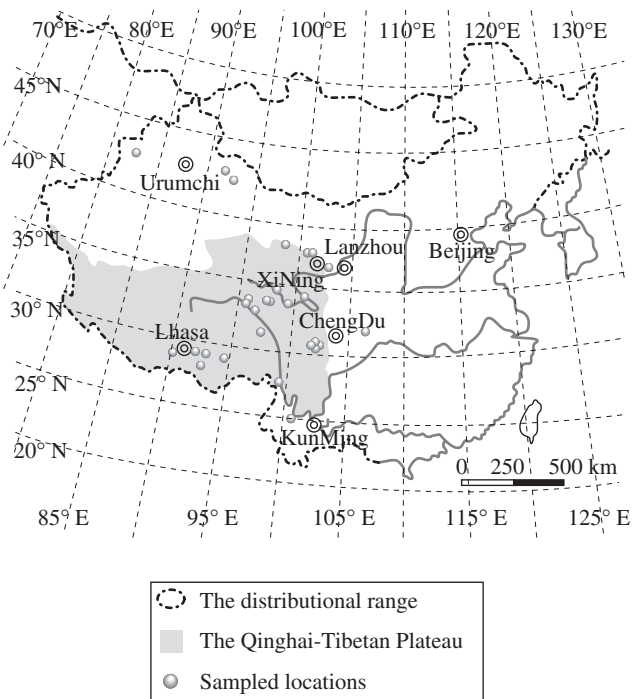 70° E 80° E 90° E 100° E 110° E 120° E 130° E
45° N
40° N
Urumchi
35° N
Lanzhou
Beijing
XiNing
30° N
ChengDu
Lhasa
25° N
KunMing
20° N
0 250 500 km
85° E 95° E 105° E 115° E 125° E
The distributional range
The Qinghai-Tibetan Plateau
Sampled locations